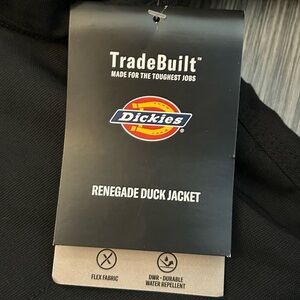 TradeBuilt™
MADE FOR THE TOUGHEST JOBS
Dickies®
RENEGADE DUCK JACKET
FLEX FABRIC
DWR - DURABLE
WATER REPELLENT